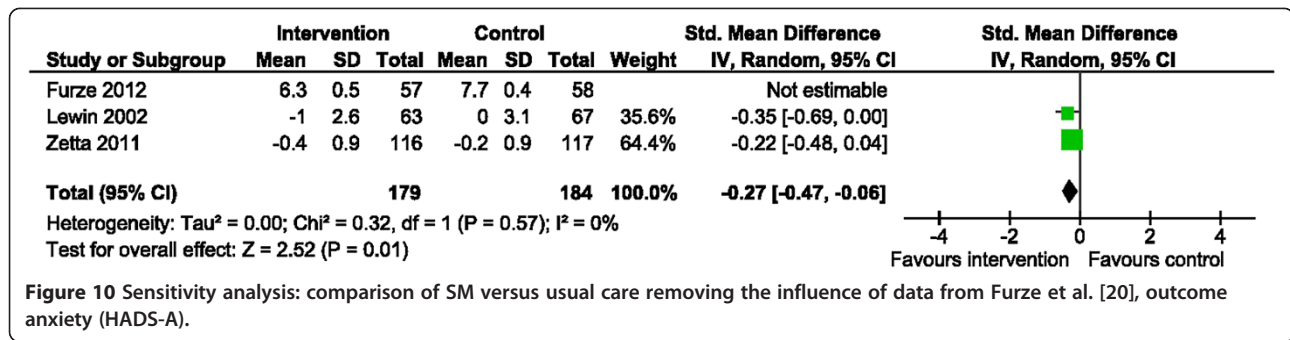 Intervention Control Std. Mean Difference Std. Mean Difference
Study or Subgroup Mean SD Total Mean SD Total Weight IV, Random, 95% CI IV, Random, 95% CI
Furze 2012 6.3 0.5 57 7.7 0.4 58 Not estimable
Lewin 2002 -1 2.6 63 0 3.1 67 35.6% -0.35 [-0.69, 0.00]
Zetta 2011 -0.4 0.9 116 -0.2 0.9 117 64.4% -0.22 [-0.48, 0.04]
Total (95% CI) 179 184 100.0% -0.27 [-0.47, -0.06]
Heterogeneity: Tau² = 0.00; Chi² = 0.32, df = 1 (P = 0.57); I² = 0%
Test for overall effect: Z = 2.52 (P = 0.01)
-4 -2 0 2 4
Favours intervention Favours control
Figure 10 Sensitivity analysis: comparison of SM versus usual care removing the influence of data from Furze et al. [20], outcome
anxiety (HADS-A).